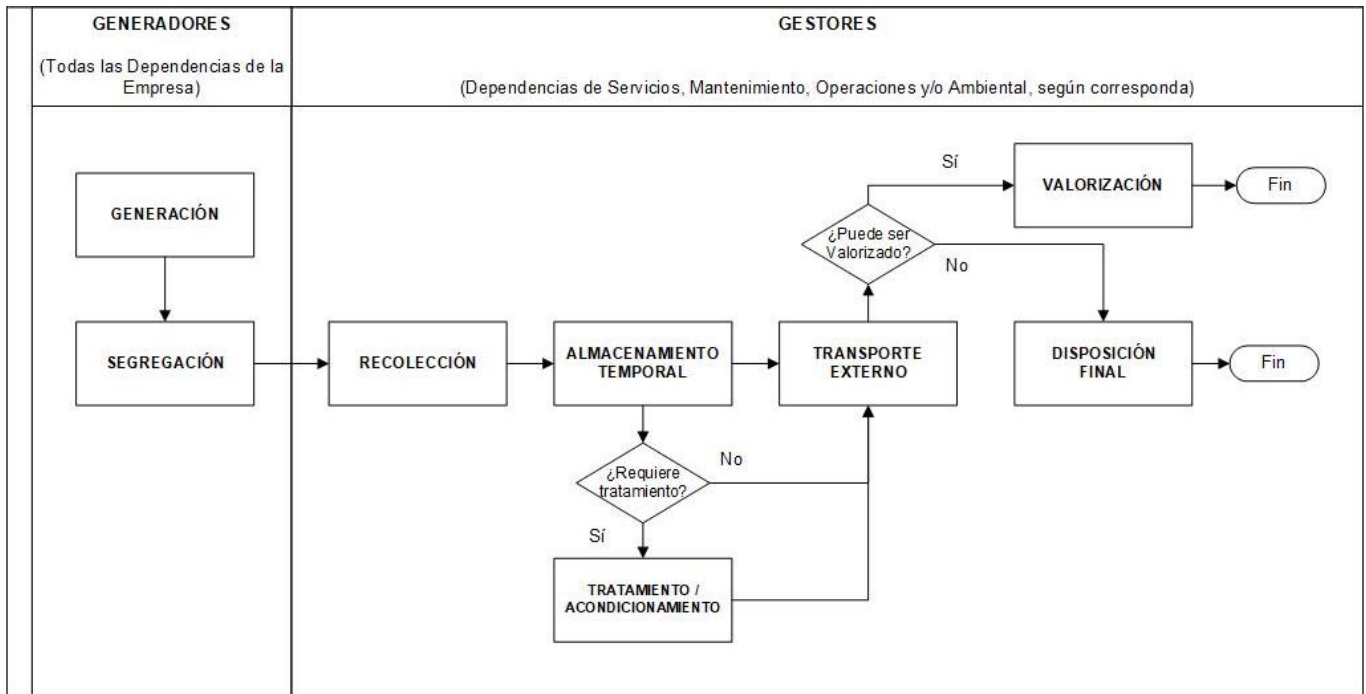 GENERADORES
(Todas las Dependencias de la
Empresa)
GESTORES
(Dependencias de Servicios, Mantenimiento, Operaciones y/o Ambiental, según corresponda)
GENERACIÓN
SEGREGACIÓN
RECOLECCIÓN
ALMACENAMIENTO
TEMPORAL
¿Requiere
tratamiento?
No
Sí
TRATAMIENTO /
ACONDICIONAMIENTO
TRANSPORTE
EXTERNO
¿Puede ser
Valorizado?
Sí
No
VALORIZACIÓN
Fin
DISPOSICIÓN
FINAL
Fin